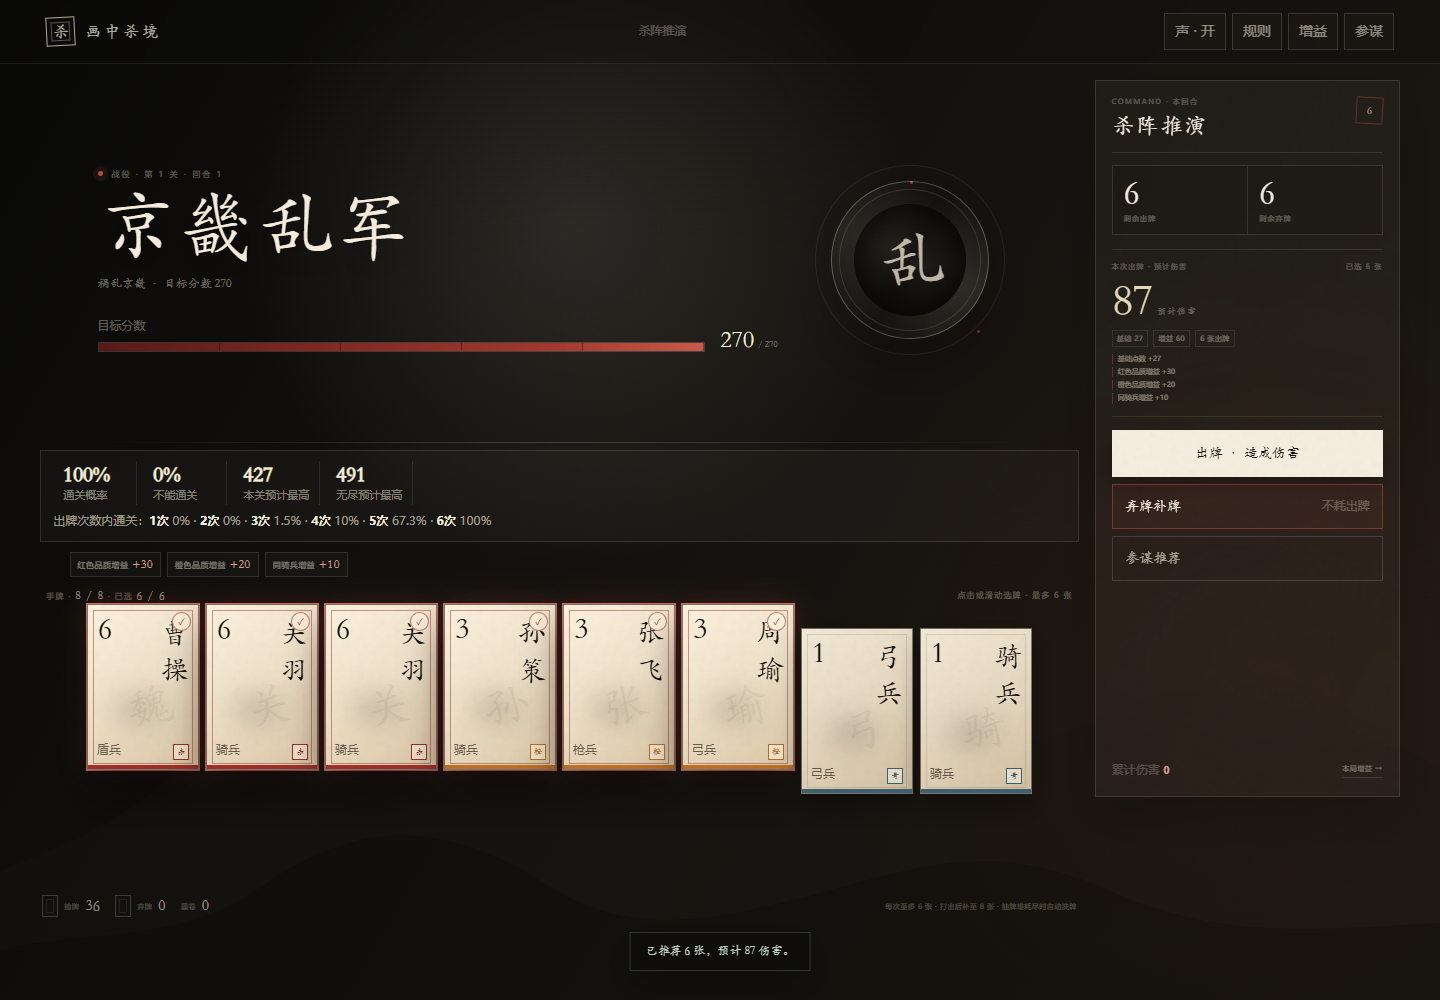 杀 画中杀境
杀阵推演
声 · 开 规则 增益 参谋
战役 · 第 1 关 · 回合 1
京畿乱军
祸乱京畿 · 目标分数 270
目标分数
270 / 270
乱
COMMAND · 本回合
杀阵推演
6
6 剩余出牌
6 剩余弃牌
本次出牌 · 预计伤害 已选 6 张
87 预计伤害
基础 27 增益 60 6 张出牌
基础点数 +27
红色品质增益 +30
橙色品质增益 +20
同骑兵增益 +10
出牌 · 造成伤害
弃牌补牌 不耗出牌
参谋推荐
累计伤害 0 本局增益 →
100% 通关概率
0% 不能通关
427 本关预计最高
491 无尽预计最高
出牌次数内通关: 1次 0% · 2次 0% · 3次 1.5% · 4次 10% · 5次 67.3% · 6次 100%
红色品质增益 +30 橙色品质增益 +20 同骑兵增益 +10
手牌 · 8 / 8 · 已选 6 / 6 点击或滑动选牌 · 最多 6 张
6 曹操 魏 盾兵
6 关羽 关 骑兵
6 关羽 关 骑兵
3 孙策 孙 骑兵
3 张飞 张 枪兵
3 周瑜 瑜 弓兵
1 弓兵 弓 弓兵
1 骑兵 骑 骑兵
抽牌 36 弃牌 0 0
每次至多 6 张 · 打出后补至 8 张 · 抽牌堆耗尽时自动洗牌
已推荐 6 张，预计 87 伤害。